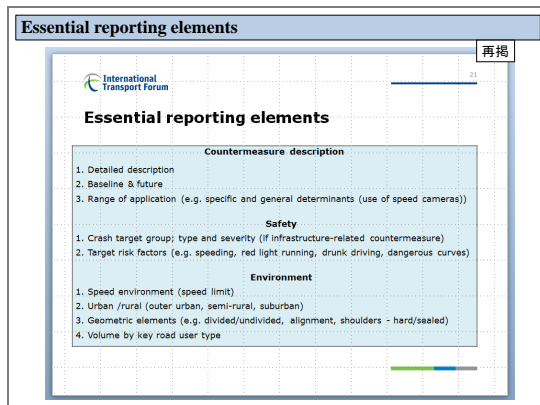 Essential reporting elements
再掲
International
Transport Forum
21
Essential reporting elements
Countermeasure description
1. Detailed description
2. Baseline & future
3. Range of application (e.g. specific and general determinants (use of speed cameras))
Safety
1. Crash target group; type and severity (if infrastructure-related countermeasure)
2. Target risk factors (e.g. speeding, red light running, drunk driving, dangerous curves)
Environment
1. Speed environment (speed limit)
2. Urban /rural (outer urban, semi-rural, suburban)
3. Geometric elements (e.g. divided/undivided, alignment, shoulders - hard/sealed)
4. Volume by key road user type